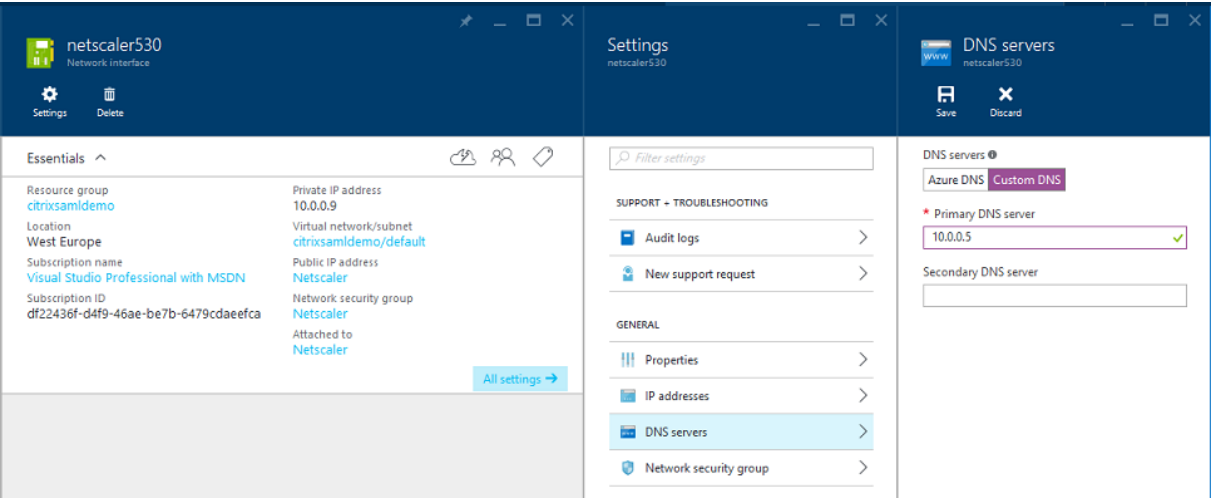 netscaler530
Network interface
Settings
Delete
Essentials
Resource group
citrixsamldemo
Location
West Europe
Subscription name
Visual Studio Professional with MSDN
Subscription ID
df22436f-d4f9-46ae-be7b-6479cdaeefca
Private IP address
10.0.0.9
Virtual network/subnet
citrixsamldemo/default
Public IP address
Netscaler
Network security group
Netscaler
Attached to
Netscaler
All settings →
Settings
netscaler530
Filter settings
SUPPORT + TROUBLESHOOTING
Audit logs
New support request
GENERAL
Properties
IP addresses
DNS servers
Network security group
www
DNS servers
netscaler530
Save
Discard
DNS servers
Azure DNS Custom DNS
* Primary DNS server
10.0.0.5
Secondary DNS server